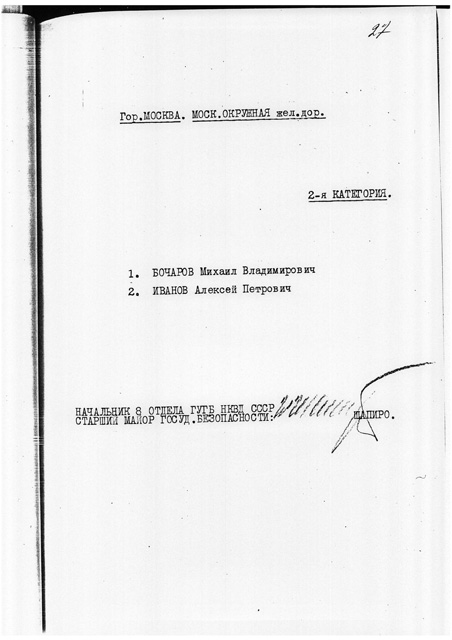 27
Гор.МОСКВА. МОСК.ОКРУЖНАЯ жел.дор.
2-я КАТЕГОРИЯ.
1. БОЧАРОВ Михаил Владимирович
2. ИВАНОВ Алексей Петрович
НАЧАЛЬНИК 8 ОТДЕЛА ГУГБ НКВД СССР
СТАРШИЙ МАЙОР ГОСУД.БЕЗОПАСНОСТИ: ШАПИРО.